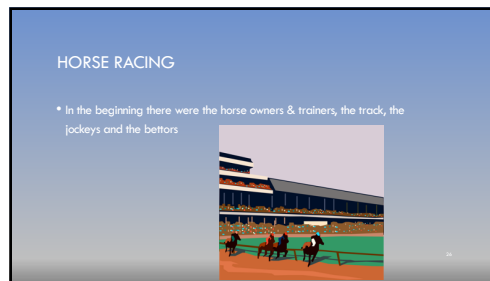 HORSE RACING
• In the beginning there were the horse owners & trainers, the track, the
jockeys and the bettors